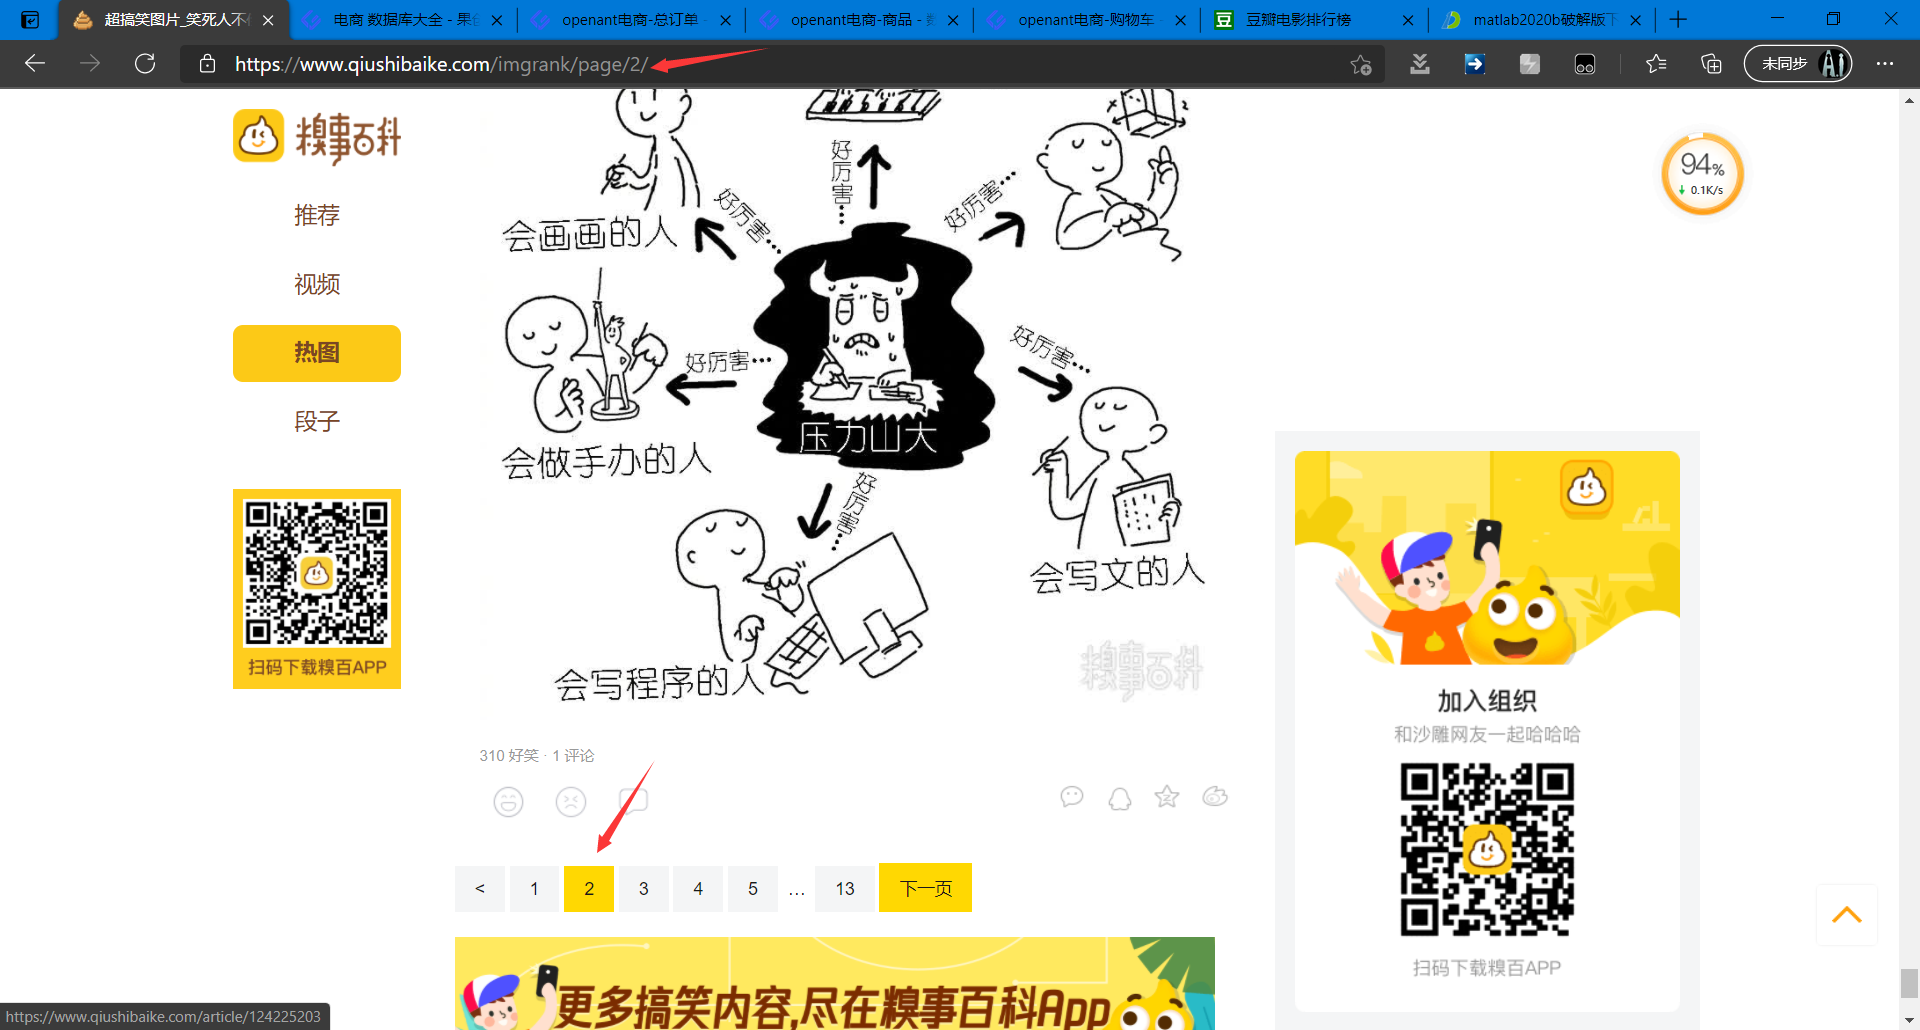 超搞笑图片_笑死人不
电商 数据库大全 - 果
openant电商-总订单 -
openant电商-商品 -
openant电商-购物车 -
豆瓣电影排行榜
matlab2020b破解版下
https://www.qiushibaike.com/imgrank/page/2/
未同步
糗事百科
推荐
视频
热图
段子
扫码下载糗百APP
94%
0.1K/s
好厉害…
好厉害…
好厉害…
会画画的人
好厉害…
好厉害…
会做手办的人
压力山大
好厉害…
会写文的人
会写程序的人
糗事百科
310 好笑 · 1 评论
< 1 2 3 4 5 … 13 下一页
加入组织
和沙雕网友一起哈哈哈
扫码下载糗百APP
更多搞笑内容,尽在糗事百科App
https://www.qiushibaike.com/article/124225203